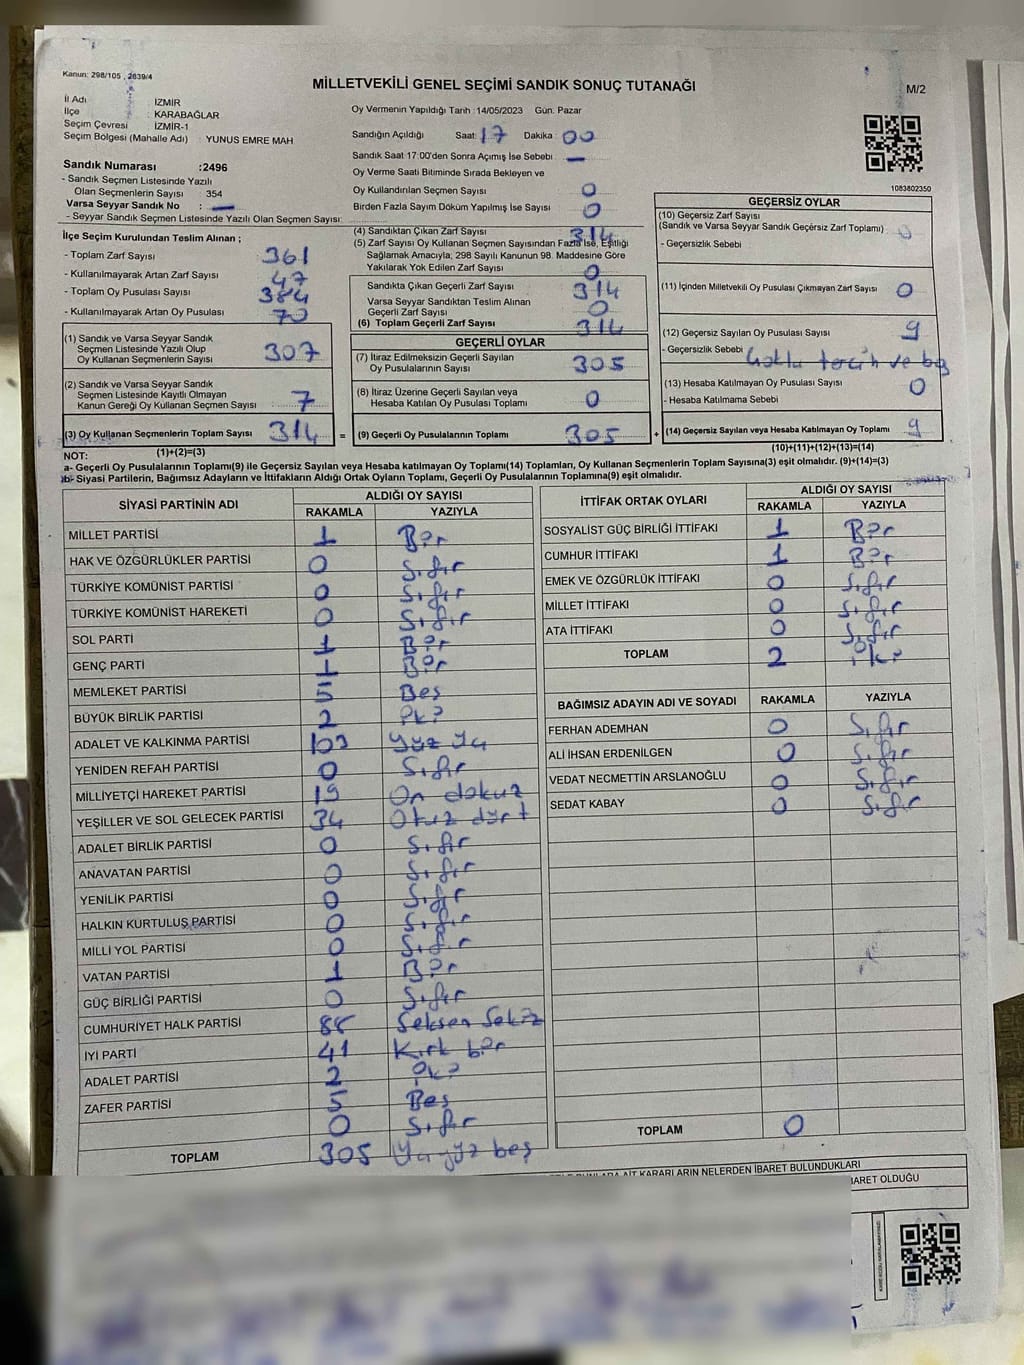 Kanun: 298/105 , 2839/4
MİLLETVEKİLİ GENEL SEÇİMİ SANDIK SONUÇ TUTANAĞI
M/2
İl Adı : İZMİR
İlçe : KARABAĞLAR
Seçim Çevresi : İZMİR-1
Seçim Bölgesi (Mahalle Adı) : YUNUS EMRE MAH
Sandık Numarası :2496
- Sandık Seçmen Listesinde Yazılı
Olan Seçmenlerin Sayısı : 354
Varsa Seyyar Sandık No : —
- Seyyar Sandık Seçmen Listesinde Yazılı Olan Seçmen Sayısı:
Oy Vermenin Yapıldığı Tarih : 14/05/2023 Gün: Pazar
Sandığın Açıldığı Saat: 17 Dakika : 00
Sandık Saat 17:00'den Sonra Açımış İse Sebebi : —
Oy Verme Saati Bitiminde Sırada Bekleyen ve
Oy Kullandırılan Seçmen Sayısı : 0
Birden Fazla Sayım Döküm Yapılmış İse Sayısı : 0
1083802350
İlçe Seçim Kurulundan Teslim Alınan ;
- Toplam Zarf Sayısı : 361
- Kullanılmayarak Artan Zarf Sayısı : 47
- Toplam Oy Pusulası Sayısı : 384
- Kullanılmayarak Artan Oy Pusulası : 70
(1) Sandık ve Varsa Seyyar Sandık
Seçmen Listesinde Yazılı Olup
Oy Kullanan Seçmenlerin Sayısı : 307
(2) Sandık ve Varsa Seyyar Sandık
Seçmen Listesinde Kayıtlı Olmayan
Kanun Gereği Oy Kullanan Seçmen Sayısı : 7
(3) Oy Kullanan Seçmenlerin Toplam Sayısı : 314 =
(1)+(2)=(3)
(4) Sandıktan Çıkan Zarf Sayısı : 314
(5) Zarf Sayısı Oy Kullanan Seçmen Sayısından Fazla İse, Eşitliği
Sağlamak Amacıyla, 298 Sayılı Kanunun 98. Maddesine Göre
Yakılarak Yok Edilen Zarf Sayısı : 0
Sandıkta Çıkan Geçerli Zarf Sayısı : 314
Varsa Seyyar Sandıktan Teslim Alınan
Geçerli Zarf Sayısı : 0
(6) Toplam Geçerli Zarf Sayısı : 314
GEÇERLİ OYLAR
(7) İtiraz Edilmeksizin Geçerli Sayılan
Oy Pusulalarının Sayısı : 305
(8) İtiraz Üzerine Geçerli Sayılan veya
Hesaba Katılan Oy Pusulası Toplamı : 0
(9) Geçerli Oy Pusulalarının Toplamı : 305 +
GEÇERSİZ OYLAR
(10) Geçersiz Zarf Sayısı
(Sandık ve Varsa Seyyar Sandık Geçersiz Zarf Toplamı) : 0
- Geçersizlik Sebebi :
(11) İçinden Milletvekili Oy Pusulası Çıkmayan Zarf Sayısı : 0
(12) Geçersiz Sayılan Oy Pusulası Sayısı : 9
- Geçersizlik Sebebi : Çoklu tercih ve boş
(13) Hesaba Katılmayan Oy Pusulası Sayısı : 0
- Hesaba Katılmama Sebebi :
(14) Geçersiz Sayılan veya Hesaba Katılmayan Oy Toplamı : 9
(10)+(11)+(12)+(13)=(14)
NOT:
a- Geçerli Oy Pusulalarının Toplamı(9) ile Geçersiz Sayılan veya Hesaba katılmayan Oy Toplamı(14) Toplamları, Oy Kullanan Seçmenlerin Toplam Sayısına(3) eşit olmalıdır. (9)+(14)=(3)
b- Siyasi Partilerin, Bağımsız Adayların ve İttifakların Aldığı Ortak Oyların Toplamı, Geçerli Oy Pusulalarının Toplamına(9) eşit olmalıdır.
SİYASİ PARTİNİN ADI ALDIĞI OY SAYISI
RAKAMLA YAZIYLA
MİLLET PARTİSİ 1 Bir
HAK VE ÖZGÜRLÜKLER PARTİSİ 0 Sıfır
TÜRKİYE KOMÜNİST PARTİSİ 0 Sıfır
TÜRKİYE KOMÜNİST HAREKETİ 0 Sıfır
SOL PARTİ 1 Bir
GENÇ PARTİ 1 Bir
MEMLEKET PARTİSİ 5 Beş
BÜYÜK BİRLİK PARTİSİ 2 İki
ADALET VE KALKINMA PARTİSİ 103 Yüz üç
YENİDEN REFAH PARTİSİ 0 Sıfır
MİLLİYETÇİ HAREKET PARTİSİ 19 On dokuz
YEŞİLLER VE SOL GELECEK PARTİSİ 34 Otuz dört
ADALET BİRLİK PARTİSİ 0 Sıfır
ANAVATAN PARTİSİ 0 Sıfır
YENİLİK PARTİSİ 0 Sıfır
HALKIN KURTULUŞ PARTİSİ 0 Sıfır
MİLLİ YOL PARTİSİ 0 Sıfır
VATAN PARTİSİ 1 Bir
GÜÇ BİRLİĞİ PARTİSİ 0 Sıfır
CUMHURİYET HALK PARTİSİ 88 Seksen Sekiz
İYİ PARTİ 41 Kırk bir
ADALET PARTİSİ 2 İki
ZAFER PARTİSİ 5 Beş
0 Sıfır
TOPLAM 305 Üçyüz beş
İTTİFAK ORTAK OYLARI ALDIĞI OY SAYISI
RAKAMLA YAZIYLA
SOSYALİST GÜÇ BİRLİĞİ İTTİFAKI 1 Bir
CUMHUR İTTİFAKI 1 Bir
EMEK VE ÖZGÜRLÜK İTTİFAKI 0 Sıfır
MİLLET İTTİFAKI 0 Sıfır
ATA İTTİFAKI 0 Sıfır
TOPLAM 2 İki
BAĞIMSIZ ADAYIN ADI VE SOYADI RAKAMLA YAZIYLA
FERHAN ADEMHAN 0 Sıfır
ALİ İHSAN ERDENİLGEN 0 Sıfır
VEDAT NECMETTİN ARSLANOĞLU 0 Sıfır
SEDAT KABAY 0 Sıfır
TOPLAM 0
BUNLARA AİT KARARLARIN NELERDEN İBARET BULUNDUKLARI
İBARET OLDUĞU